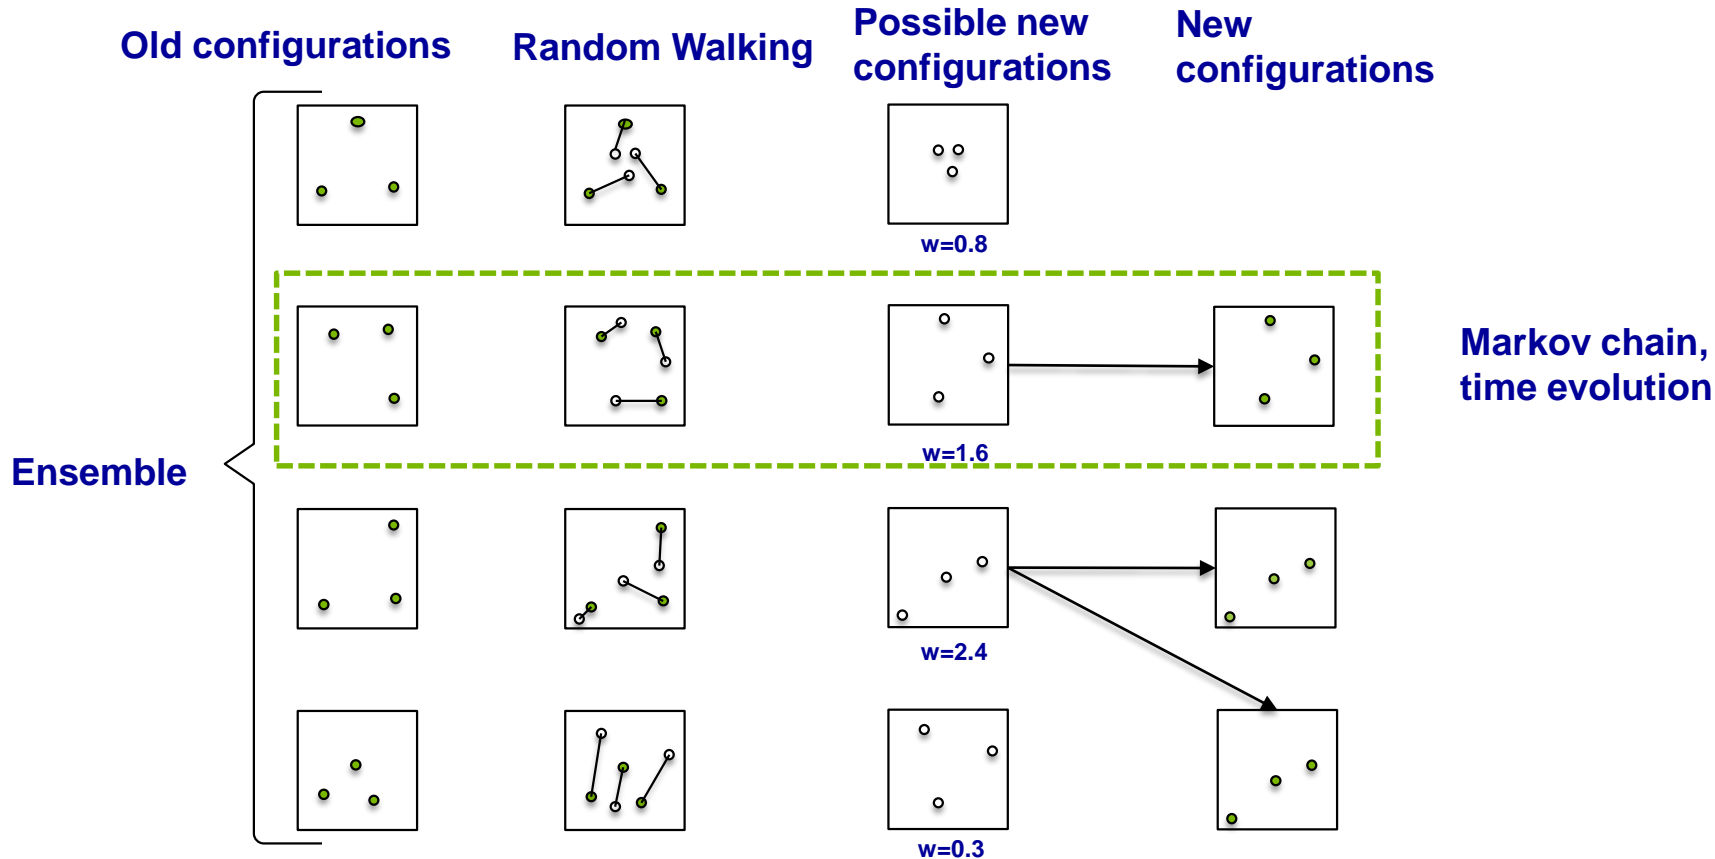 Old configurations
Random Walking
Possible new
configurations
New
configurations
w=0.8
w=1.6
Markov chain,
time evolution
Ensemble
w=2.4
w=0.3